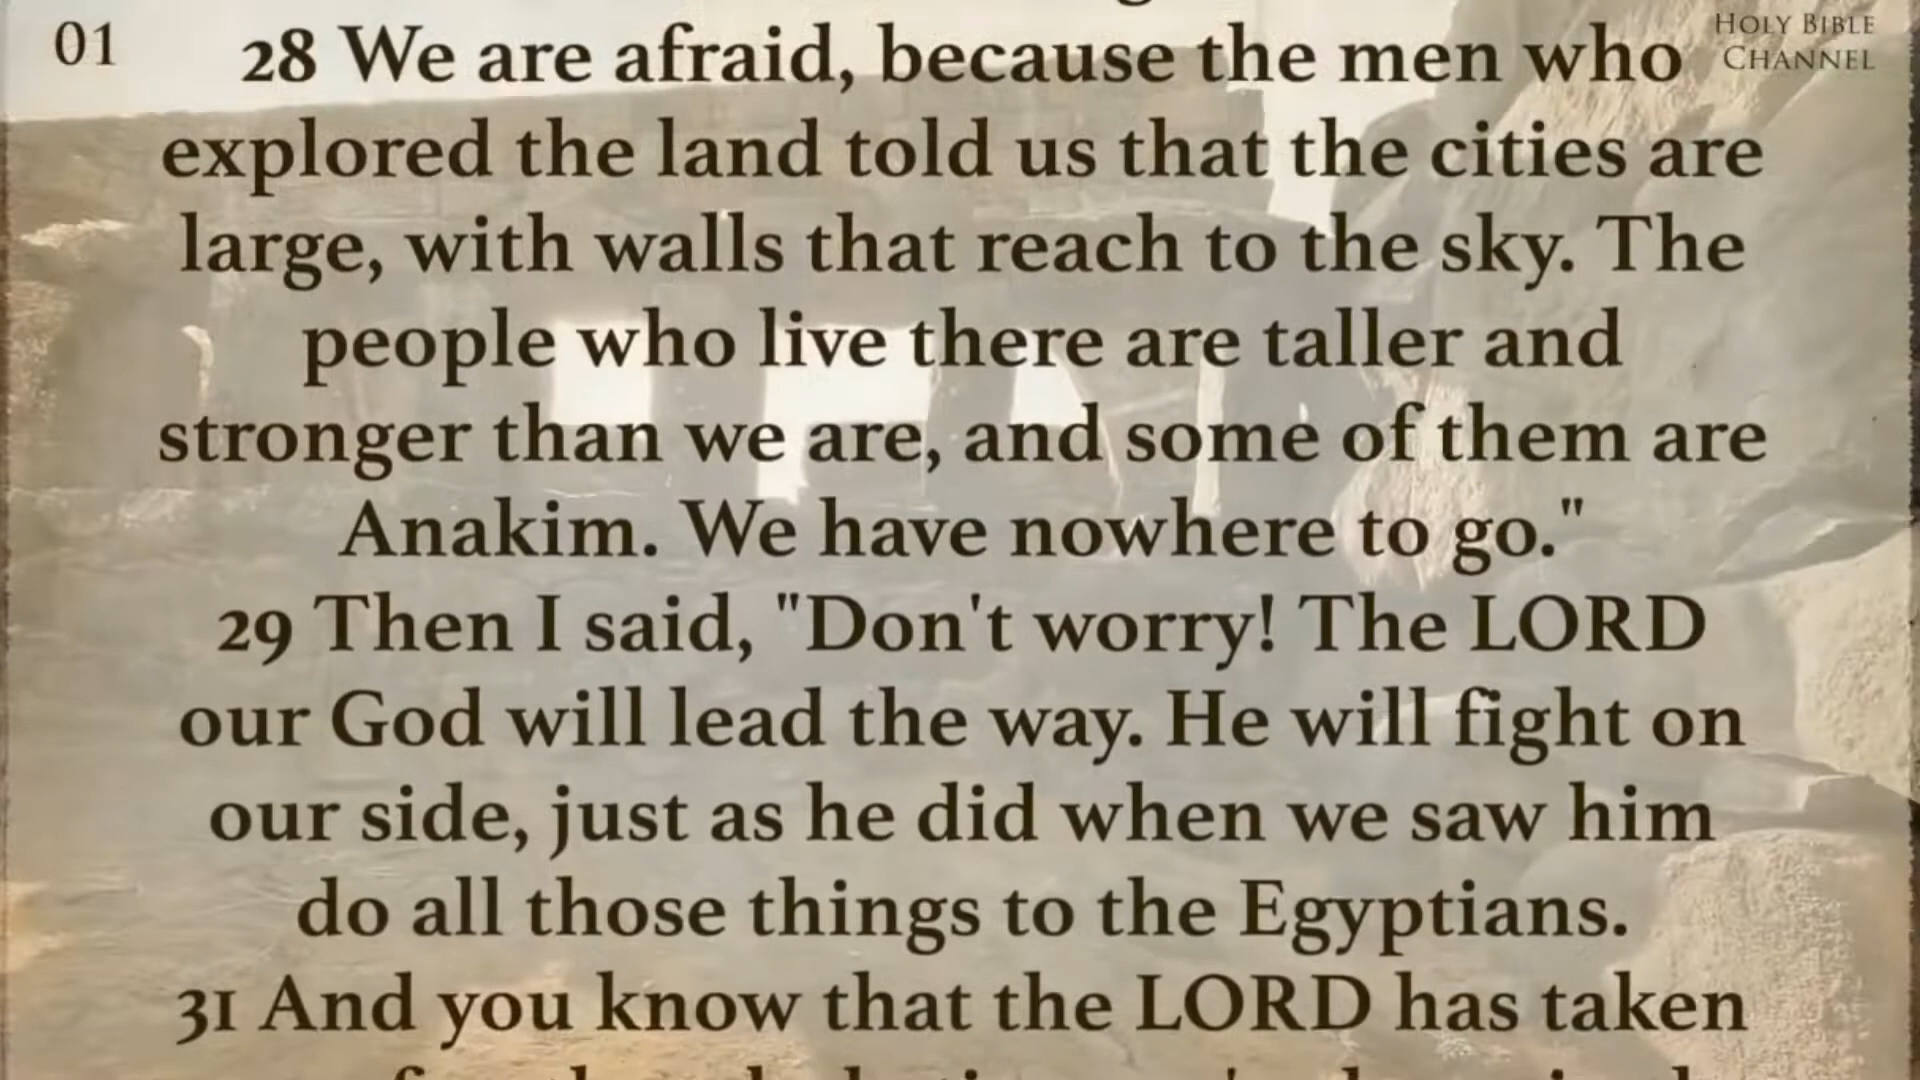 01
HOLY BIBLE
CHANNEL
28 We are afraid, because the men who
explored the land told us that the cities are
large, with walls that reach to the sky. The
people who live there are taller and
stronger than we are, and some of them are
Anakim. We have nowhere to go."
29 Then I said, "Don't worry! The LORD
our God will lead the way. He will fight on
our side, just as he did when we saw him
do all those things to the Egyptians.
31 And you know that the LORD has taken